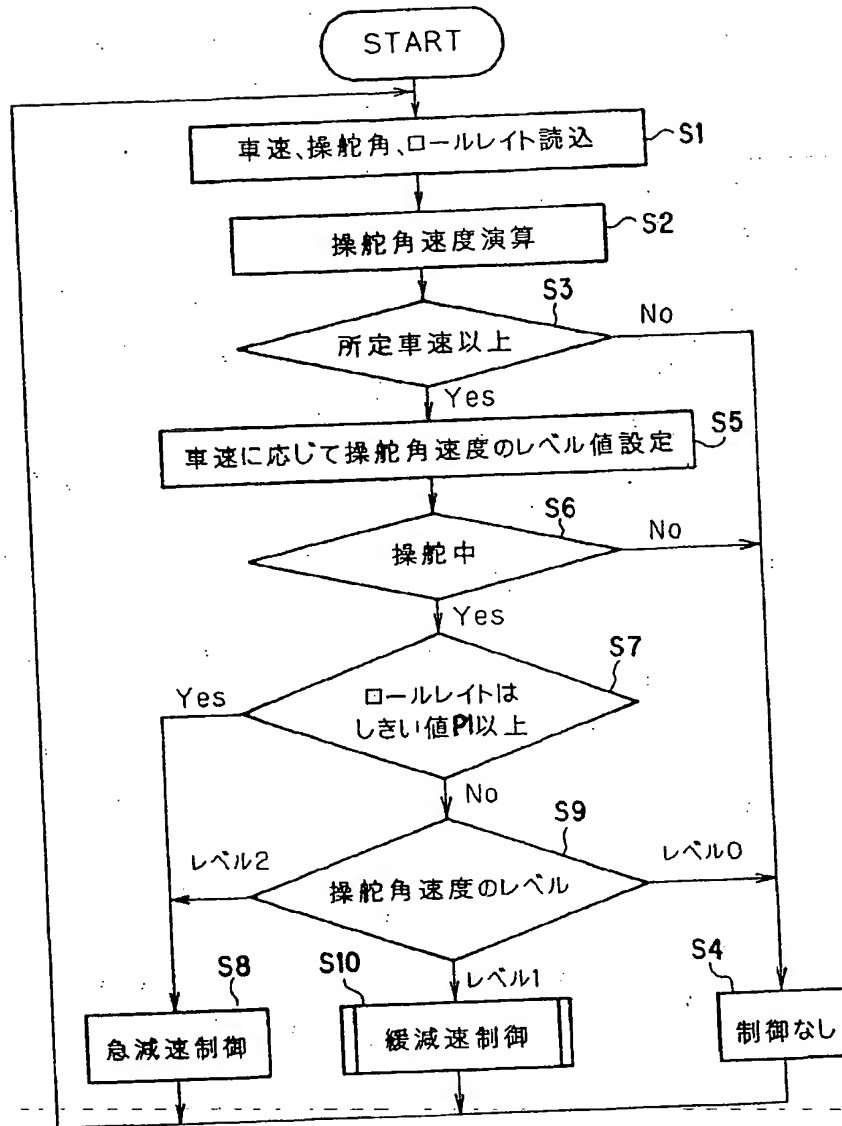 START
車速、操舵角、ロールレイト読込
S1
操舵角速度演算
S2
S3
所定車速以上
No
Yes
車速に応じて操舵角速度のレベル値設定
S5
S6
操舵中
No
Yes
S7
Yes
ロールレイトは
しきい値P1以上
No
S9
レベル2
操舵角速度のレベル
レベル0
レベル1
S8
急減速制御
S10
緩減速制御
S4
制御なし